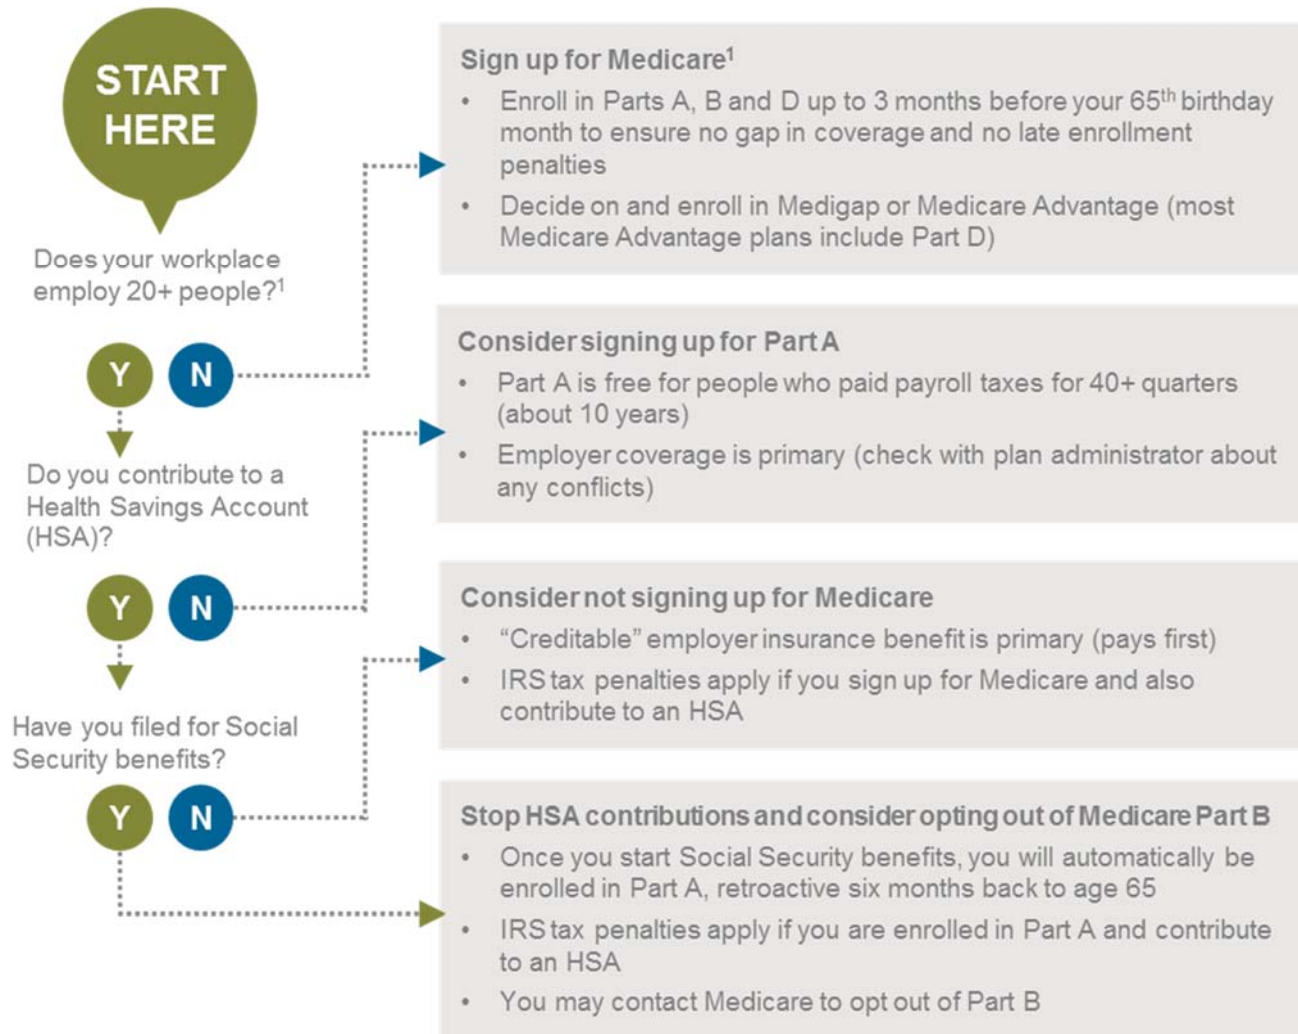 START
HERE
Does your workplace
employ 20+ people?¹
Y N
Do you contribute to a
Health Savings Account
(HSA)?
Y N
Have you filed for Social
Security benefits?
Y N
Sign up for Medicare¹
• Enroll in Parts A, B and D up to 3 months before your 65th birthday
month to ensure no gap in coverage and no late enrollment
penalties
• Decide on and enroll in Medigap or Medicare Advantage (most
Medicare Advantage plans include Part D)
Consider signing up for Part A
• Part A is free for people who paid payroll taxes for 40+ quarters
(about 10 years)
• Employer coverage is primary (check with plan administrator about
any conflicts)
Consider not signing up for Medicare
• “Creditable” employer insurance benefit is primary (pays first)
• IRS tax penalties apply if you sign up for Medicare and also
contribute to an HSA
Stop HSA contributions and consider opting out of Medicare Part B
• Once you start Social Security benefits, you will automatically be
enrolled in Part A, retroactive six months back to age 65
• IRS tax penalties apply if you are enrolled in Part A and contribute
to an HSA
• You may contact Medicare to opt out of Part B